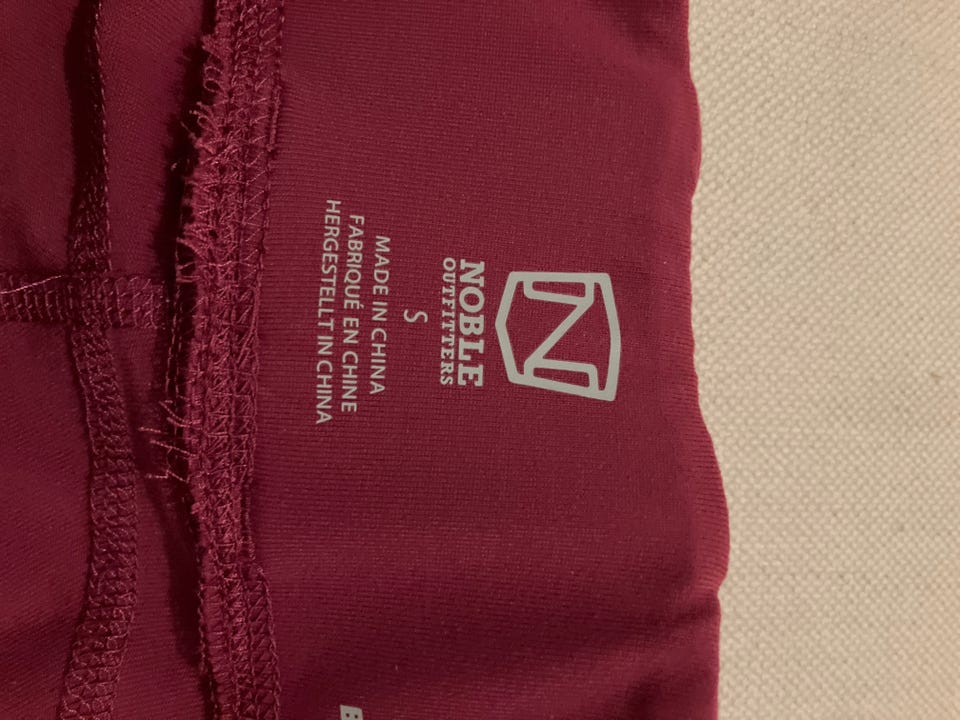 N
NOBLE
OUTFITTERS
S
MADE IN CHINA
FABRIQUÉ EN CHINE
HERGESTELLT IN CHINA